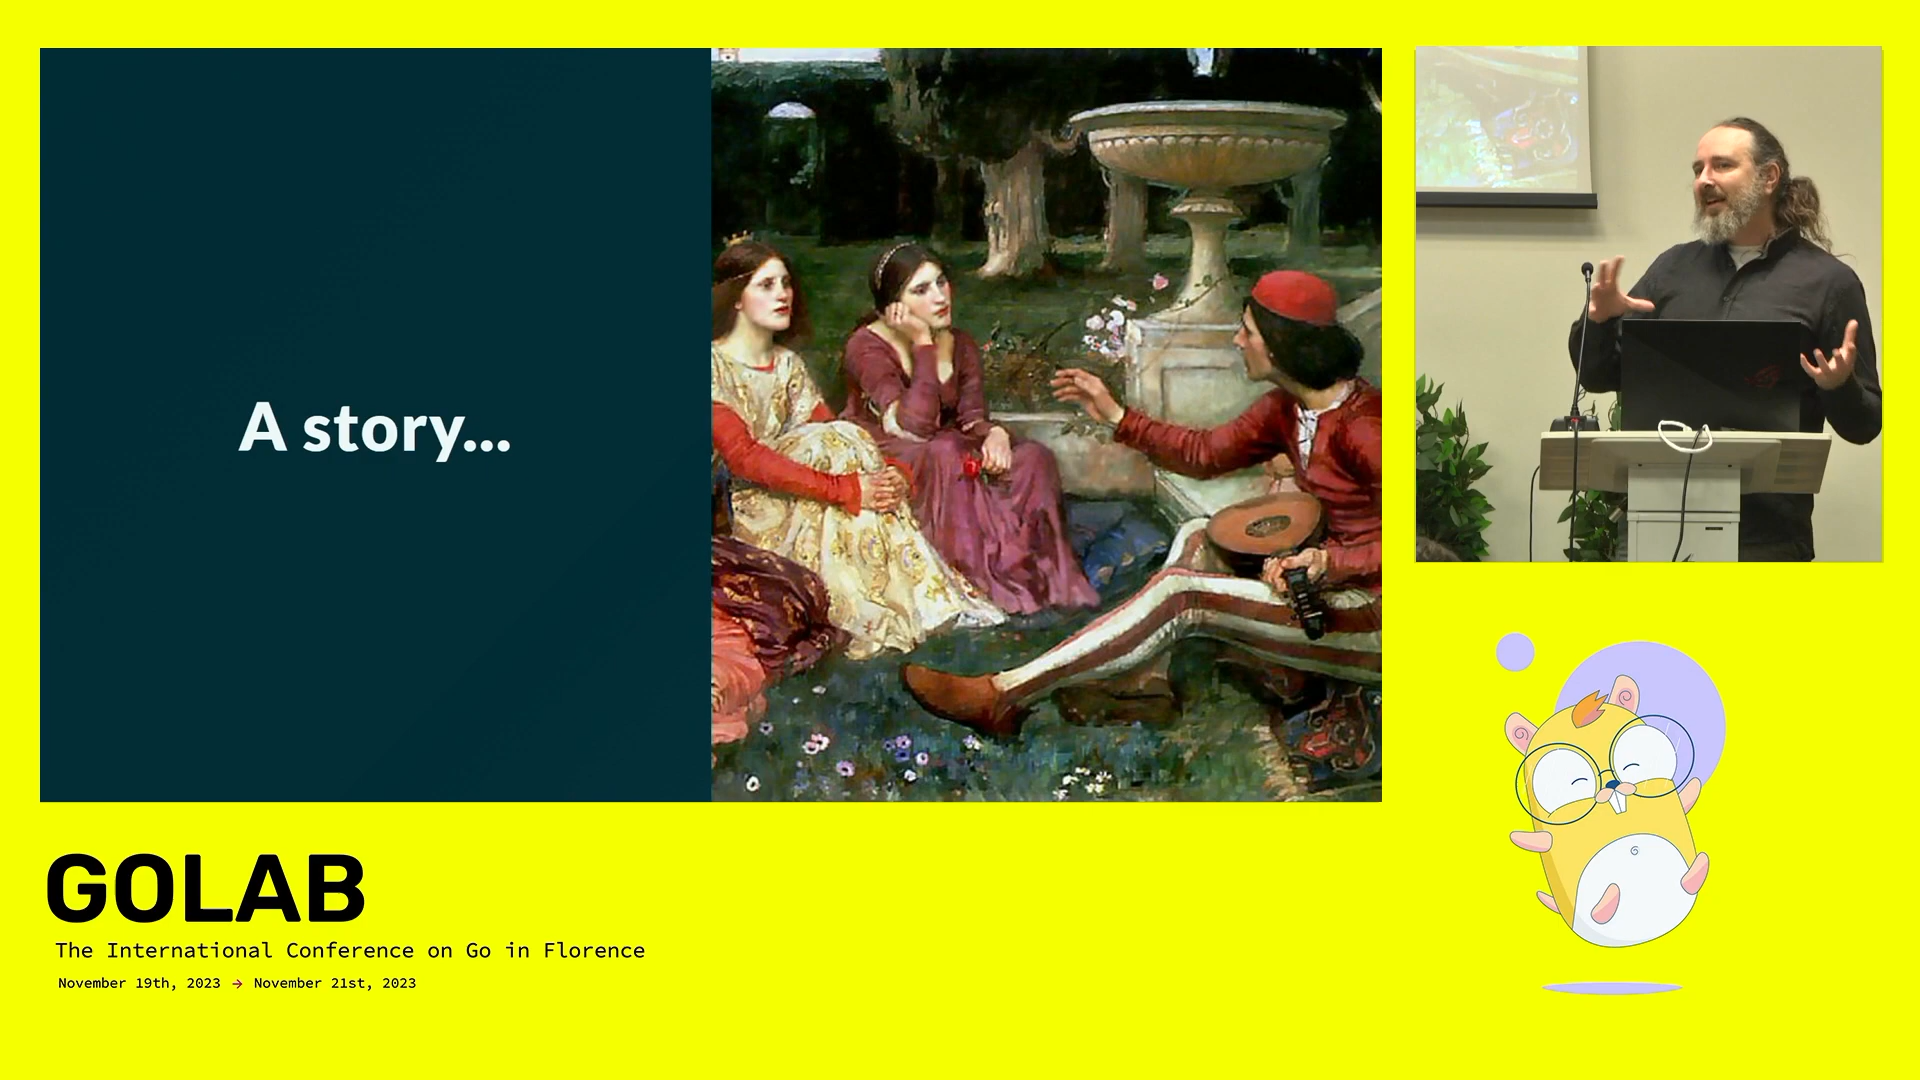 A story...
GOLAB
The International Conference on Go in Florence
November 19th, 2023 → November 21st, 2023